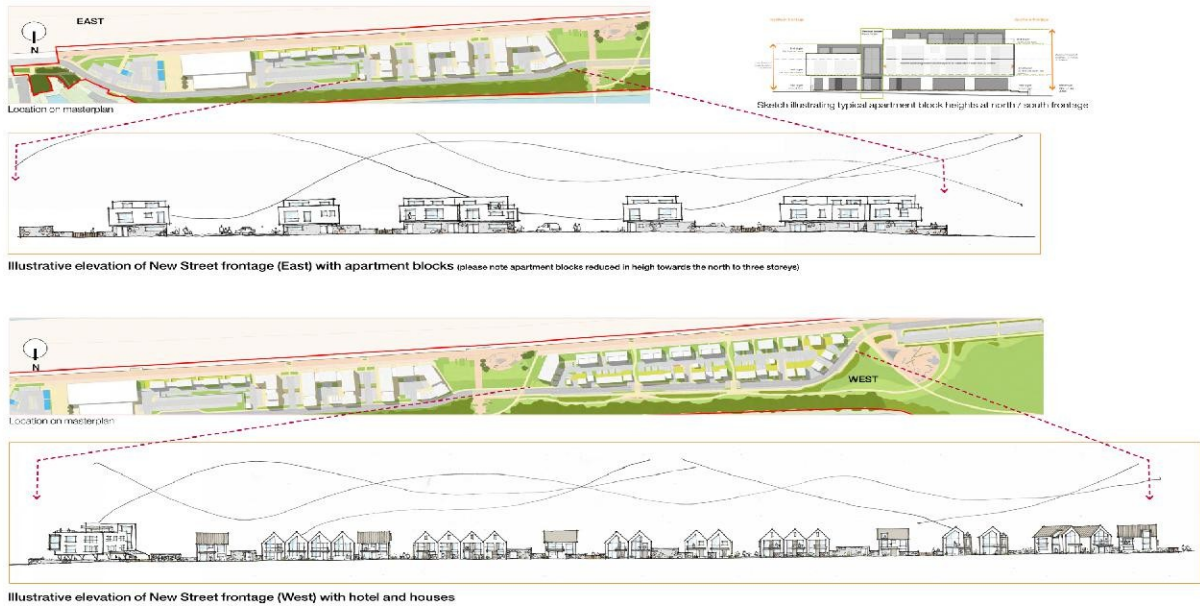 EAST
N
Location on masterplan
Sketch illustrating typical apartment block heights at north / south frontage
Illustrative elevation of New Street frontage (East) with apartment blocks (please note apartment blocks reduced in heigh towards the north to three storeys)
N
WEST
Location on masterplan
Illustrative elevation of New Street frontage (West) with hotel and houses